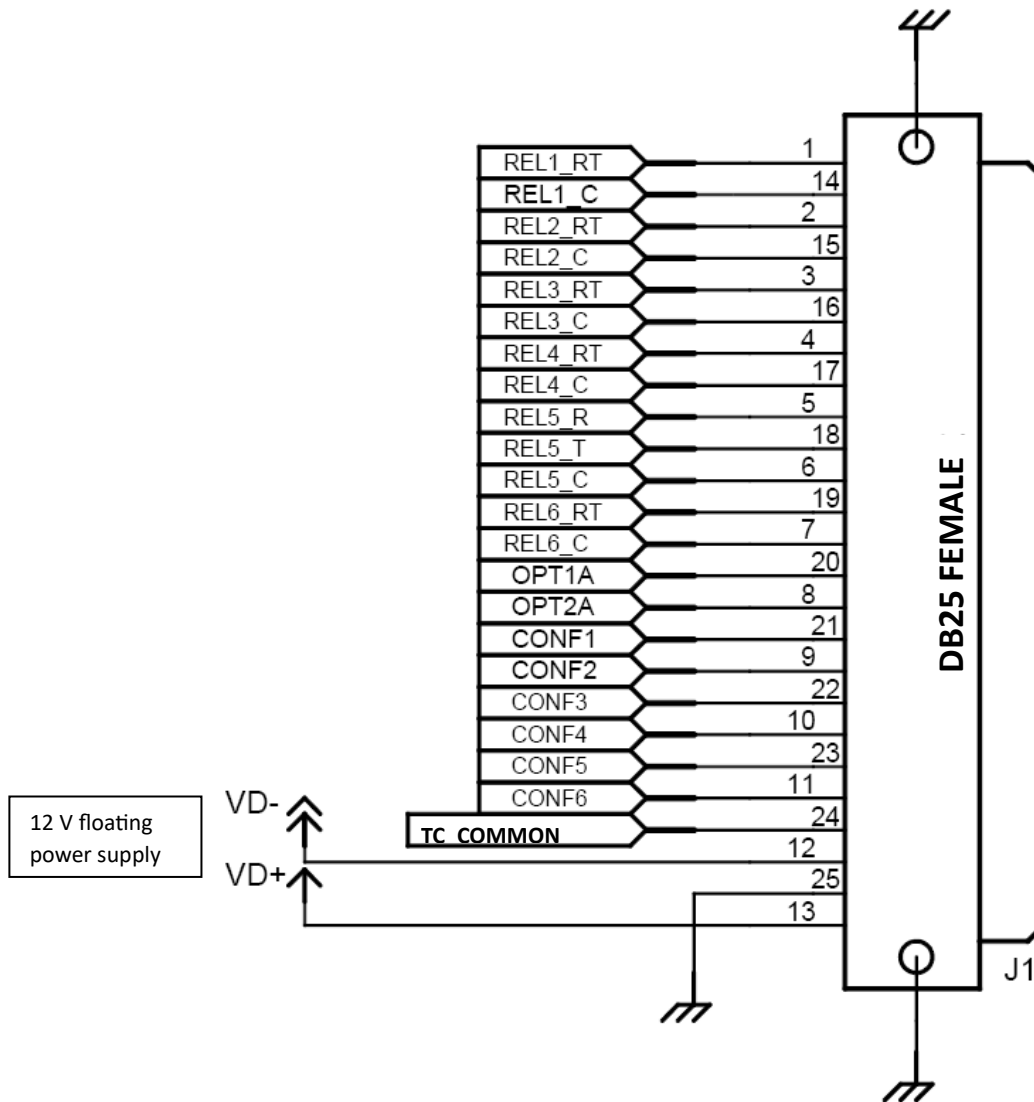 REL1_RT
1
REL1_C
14
REL2_RT
2
REL2_C
15
REL3_RT
3
REL3_C
16
REL4_RT
4
REL4_C
17
REL5_R
5
REL5_T
18
REL5_C
6
REL6_RT
19
REL6_C
7
OPT1A
20
OPT2A
8
CONF1
21
CONF2
9
CONF3
22
CONF4
10
CONF5
23
CONF6
11
TC COMMON
24
12
25
13
VD-
VD+
12 V floating
power supply
DB25 FEMALE
J1